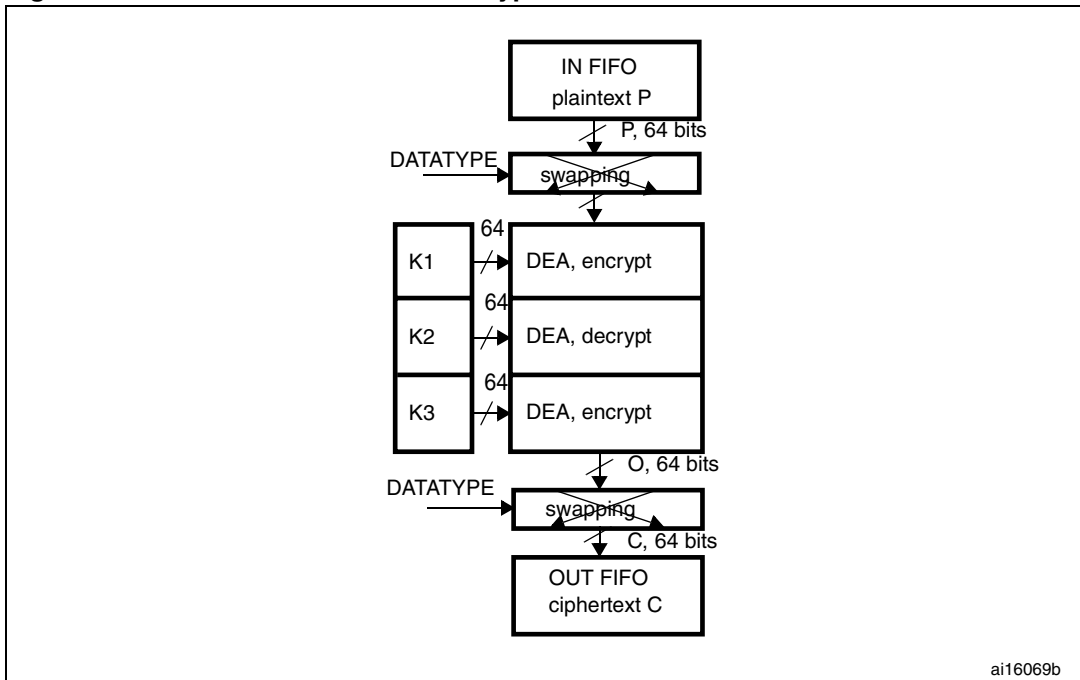 IN FIFO
plaintext P
P, 64 bits
DATATYPE
swapping
64
K1
DEA, encrypt
64
K2
DEA, decrypt
64
K3
DEA, encrypt
O, 64 bits
DATATYPE
swapping
C, 64 bits
OUT FIFO
ciphertext C
ai16069b